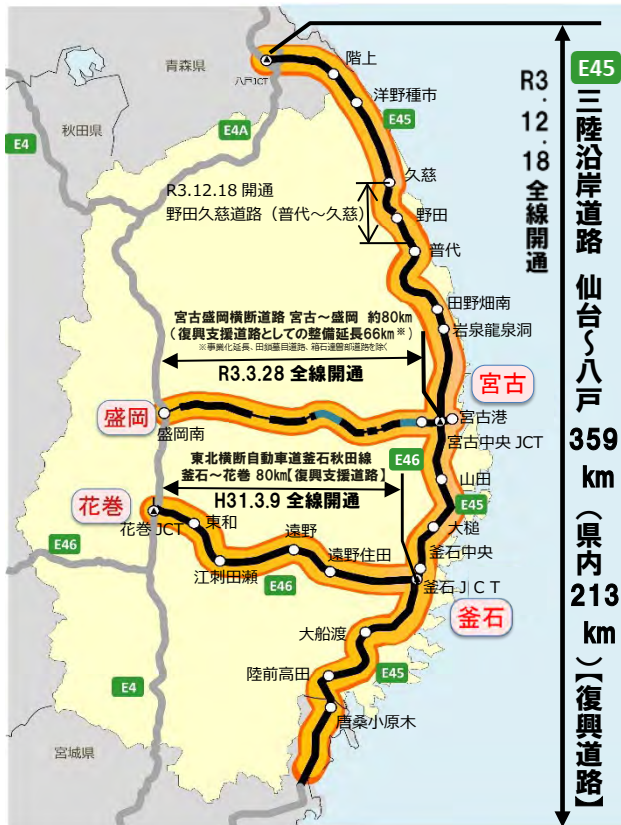 青森県
八戸JCT
階上
洋野種市
E45
E4
E4A
秋田県
久慈
R3.12.18 開通
野田久慈道路（普代～久慈）
野田
普代
田野畑南
岩泉龍泉洞
宮古盛岡横断道路 宮古～盛岡 約80km
（復興支援道路としての整備延長66km※）
※事業化延長、田鎖蟇目道路、箱石達曽部道路を除く
R3.3.28 全線開通
宮古
盛岡
盛岡南
宮古港
宮古中央 JCT
東北横断自動車道釜石秋田線
釜石～花巻 80km【復興支援道路】
H31.3.9 全線開通
E46
山田
E45
花巻
花巻 JCT
東和
遠野
大槌
釜石中央
E46
江刺田瀬
E46
遠野住田
釜石ＪＣＴ
釜石
大船渡
陸前高田
E45
E4
唐桑小原木
宮城県
R3・12・18 全線開通
E45
三陸沿岸道路 仙台～八戸 359km（県内213km）【復興道路】